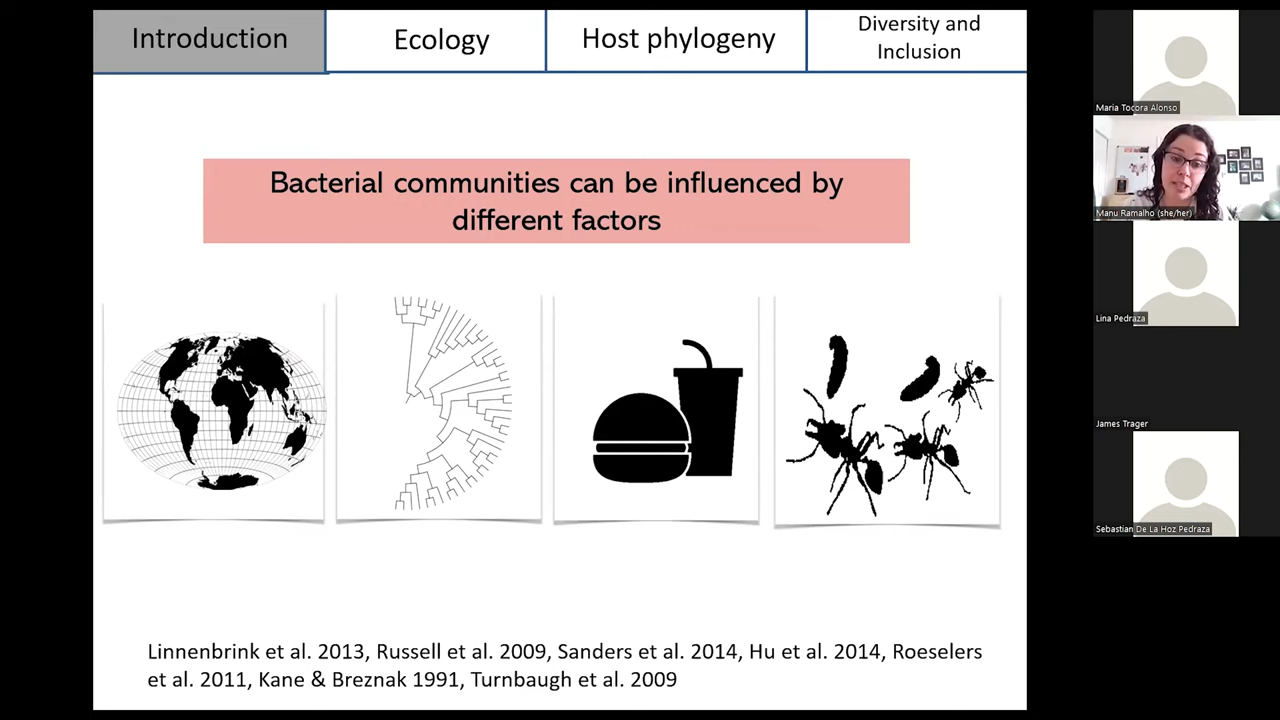 Introduction
Ecology
Host phylogeny
Diversity and
Inclusion
Bacterial communities can be influenced by
different factors
Linnenbrink et al. 2013, Russell et al. 2009, Sanders et al. 2014, Hu et al. 2014, Roeselers
et al. 2011, Kane & Breznak 1991, Turnbaugh et al. 2009
Maria Tocora Alonso
Manu Ramalho (she/her)
Lina Pedraza
James Trager
Sebastian De La Hoz Pedraza